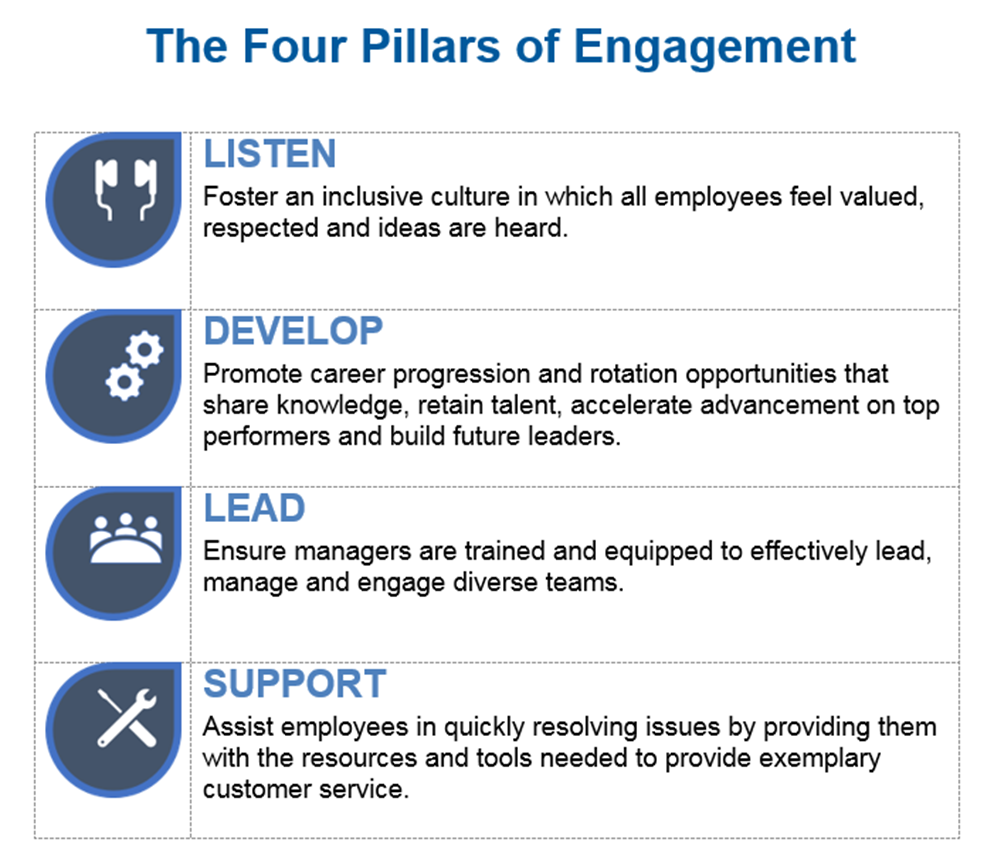 The Four Pillars of Engagement
LISTEN
Foster an inclusive culture in which all employees feel valued,
respected and ideas are heard.
DEVELOP
Promote career progression and rotation opportunities that
share knowledge, retain talent, accelerate advancement on top
performers and build future leaders.
LEAD
Ensure managers are trained and equipped to effectively lead,
manage and engage diverse teams.
SUPPORT
Assist employees in quickly resolving issues by providing them
with the resources and tools needed to provide exemplary
customer service.